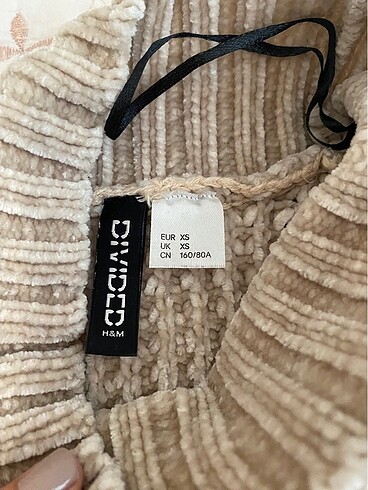 DIVIDED
H&M
EUR XS
UK XS
CN 160/80A